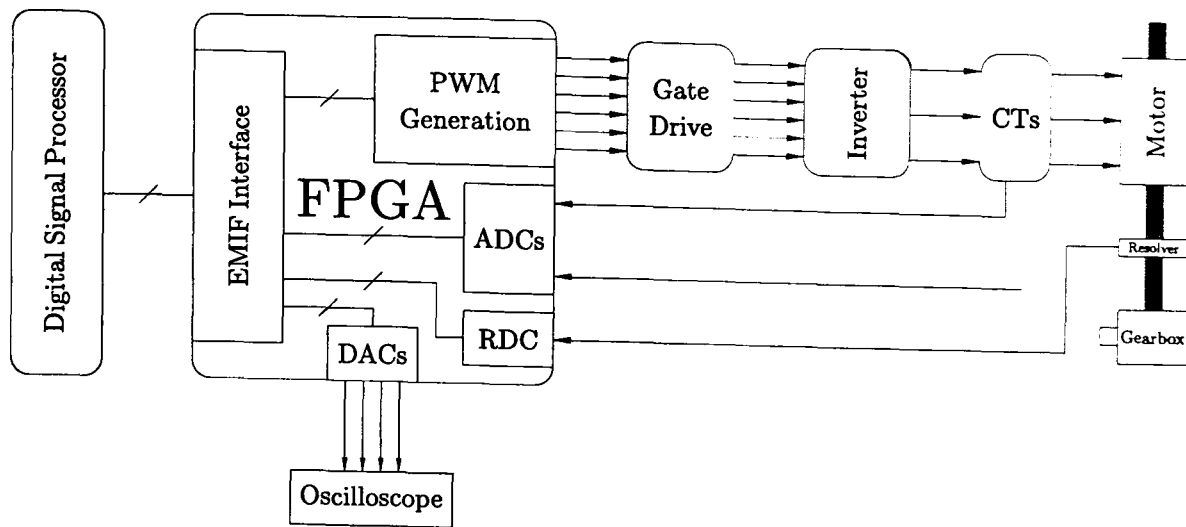 Digital Signal Processor
EMIF Interface
PWM
Generation
FPGA
ADCs
RDC
DACs
Oscilloscope
Gate
Drive
Inverter
CTs
Motor
Resolver
Gearbox